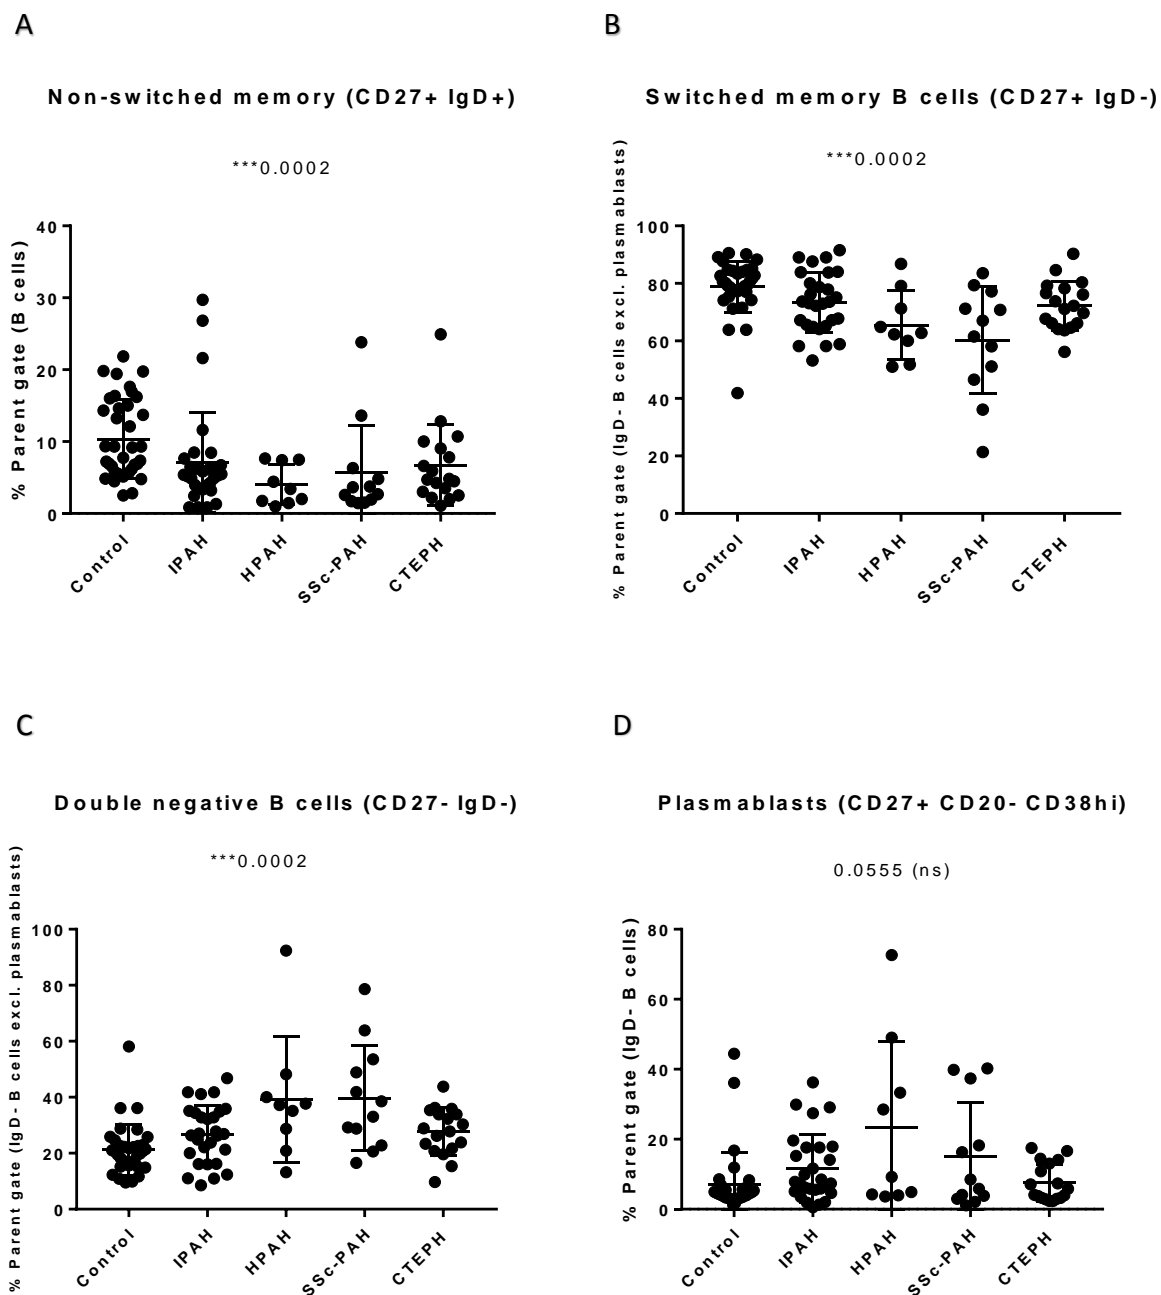 A
Non-switched memory (CD27+ IgD+)
***0.0002
% Parent gate (B cells)
40
30
20
10
0
Control
IPAH
HPAH
SSc-PAH
CTEPH
B
Switched memory B cells (CD27+ IgD-)
***0.0002
% Parent gate (IgD- B cells excl. plasmablasts)
100
80
60
40
20
0
Control
IPAH
HPAH
SSc-PAH
CTEPH
C
Double negative B cells (CD27- IgD-)
***0.0002
% Parent gate (IgD- B cells excl. plasmablasts)
100
80
60
40
20
0
Control
IPAH
HPAH
SSc-PAH
CTEPH
D
Plasmablasts (CD27+ CD20- CD38hi)
0.0555 (ns)
% Parent gate (IgD- B cells)
80
60
40
20
0
Control
IPAH
HPAH
SSc-PAH
CTEPH